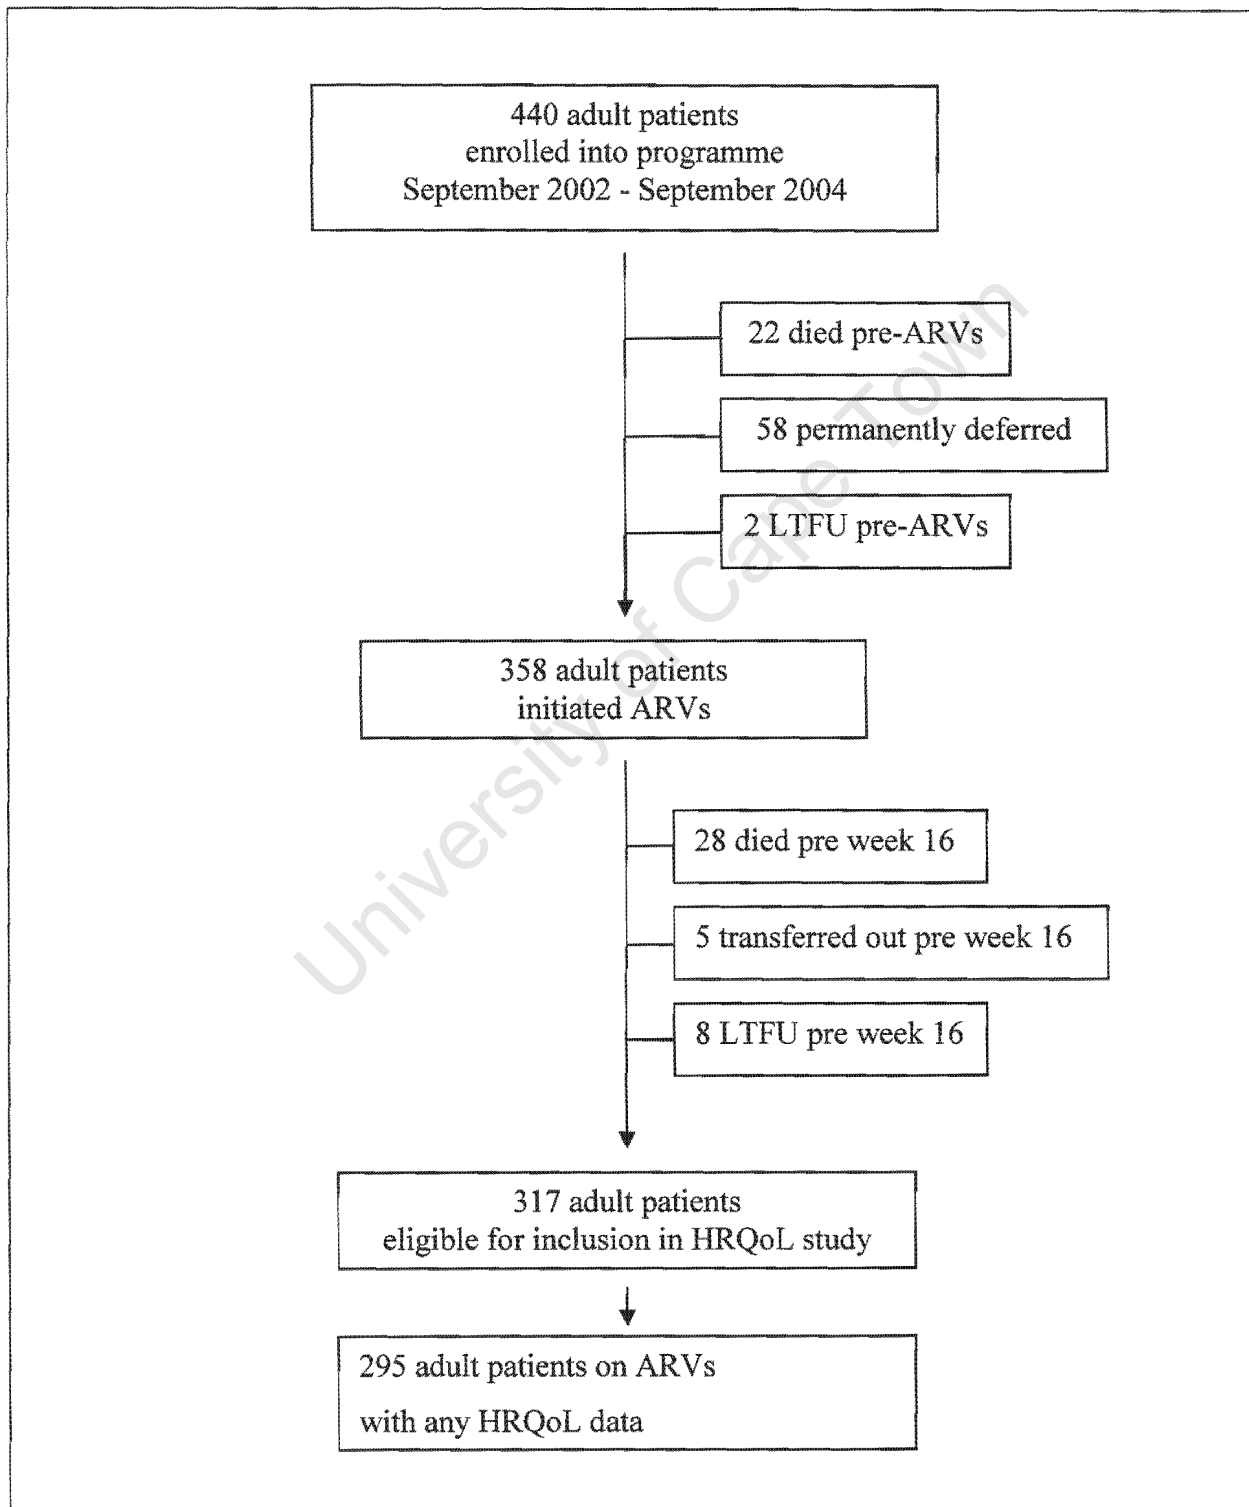 440 adult patients
enrolled into programme
September 2002 - September 2004
22 died pre-ARVs
58 permanently deferred
2 LTFU pre-ARVs
358 adult patients
initiated ARVs
28 died pre week 16
5 transferred out pre week 16
8 LTFU pre week 16
317 adult patients
eligible for inclusion in HRQoL study
295 adult patients on ARVs
with any HRQoL data
University of Cape Town